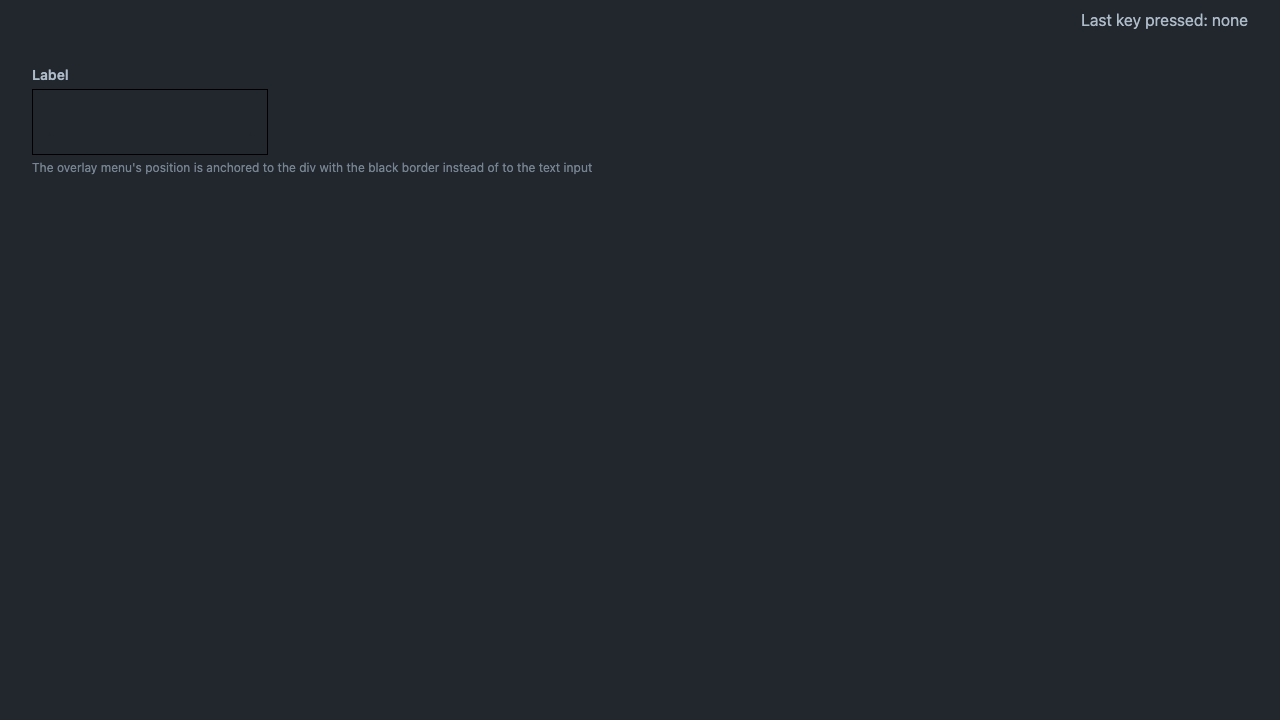 Last key pressed: none
Label
The overlay menu's position is anchored to the div with the black border instead of to the text input